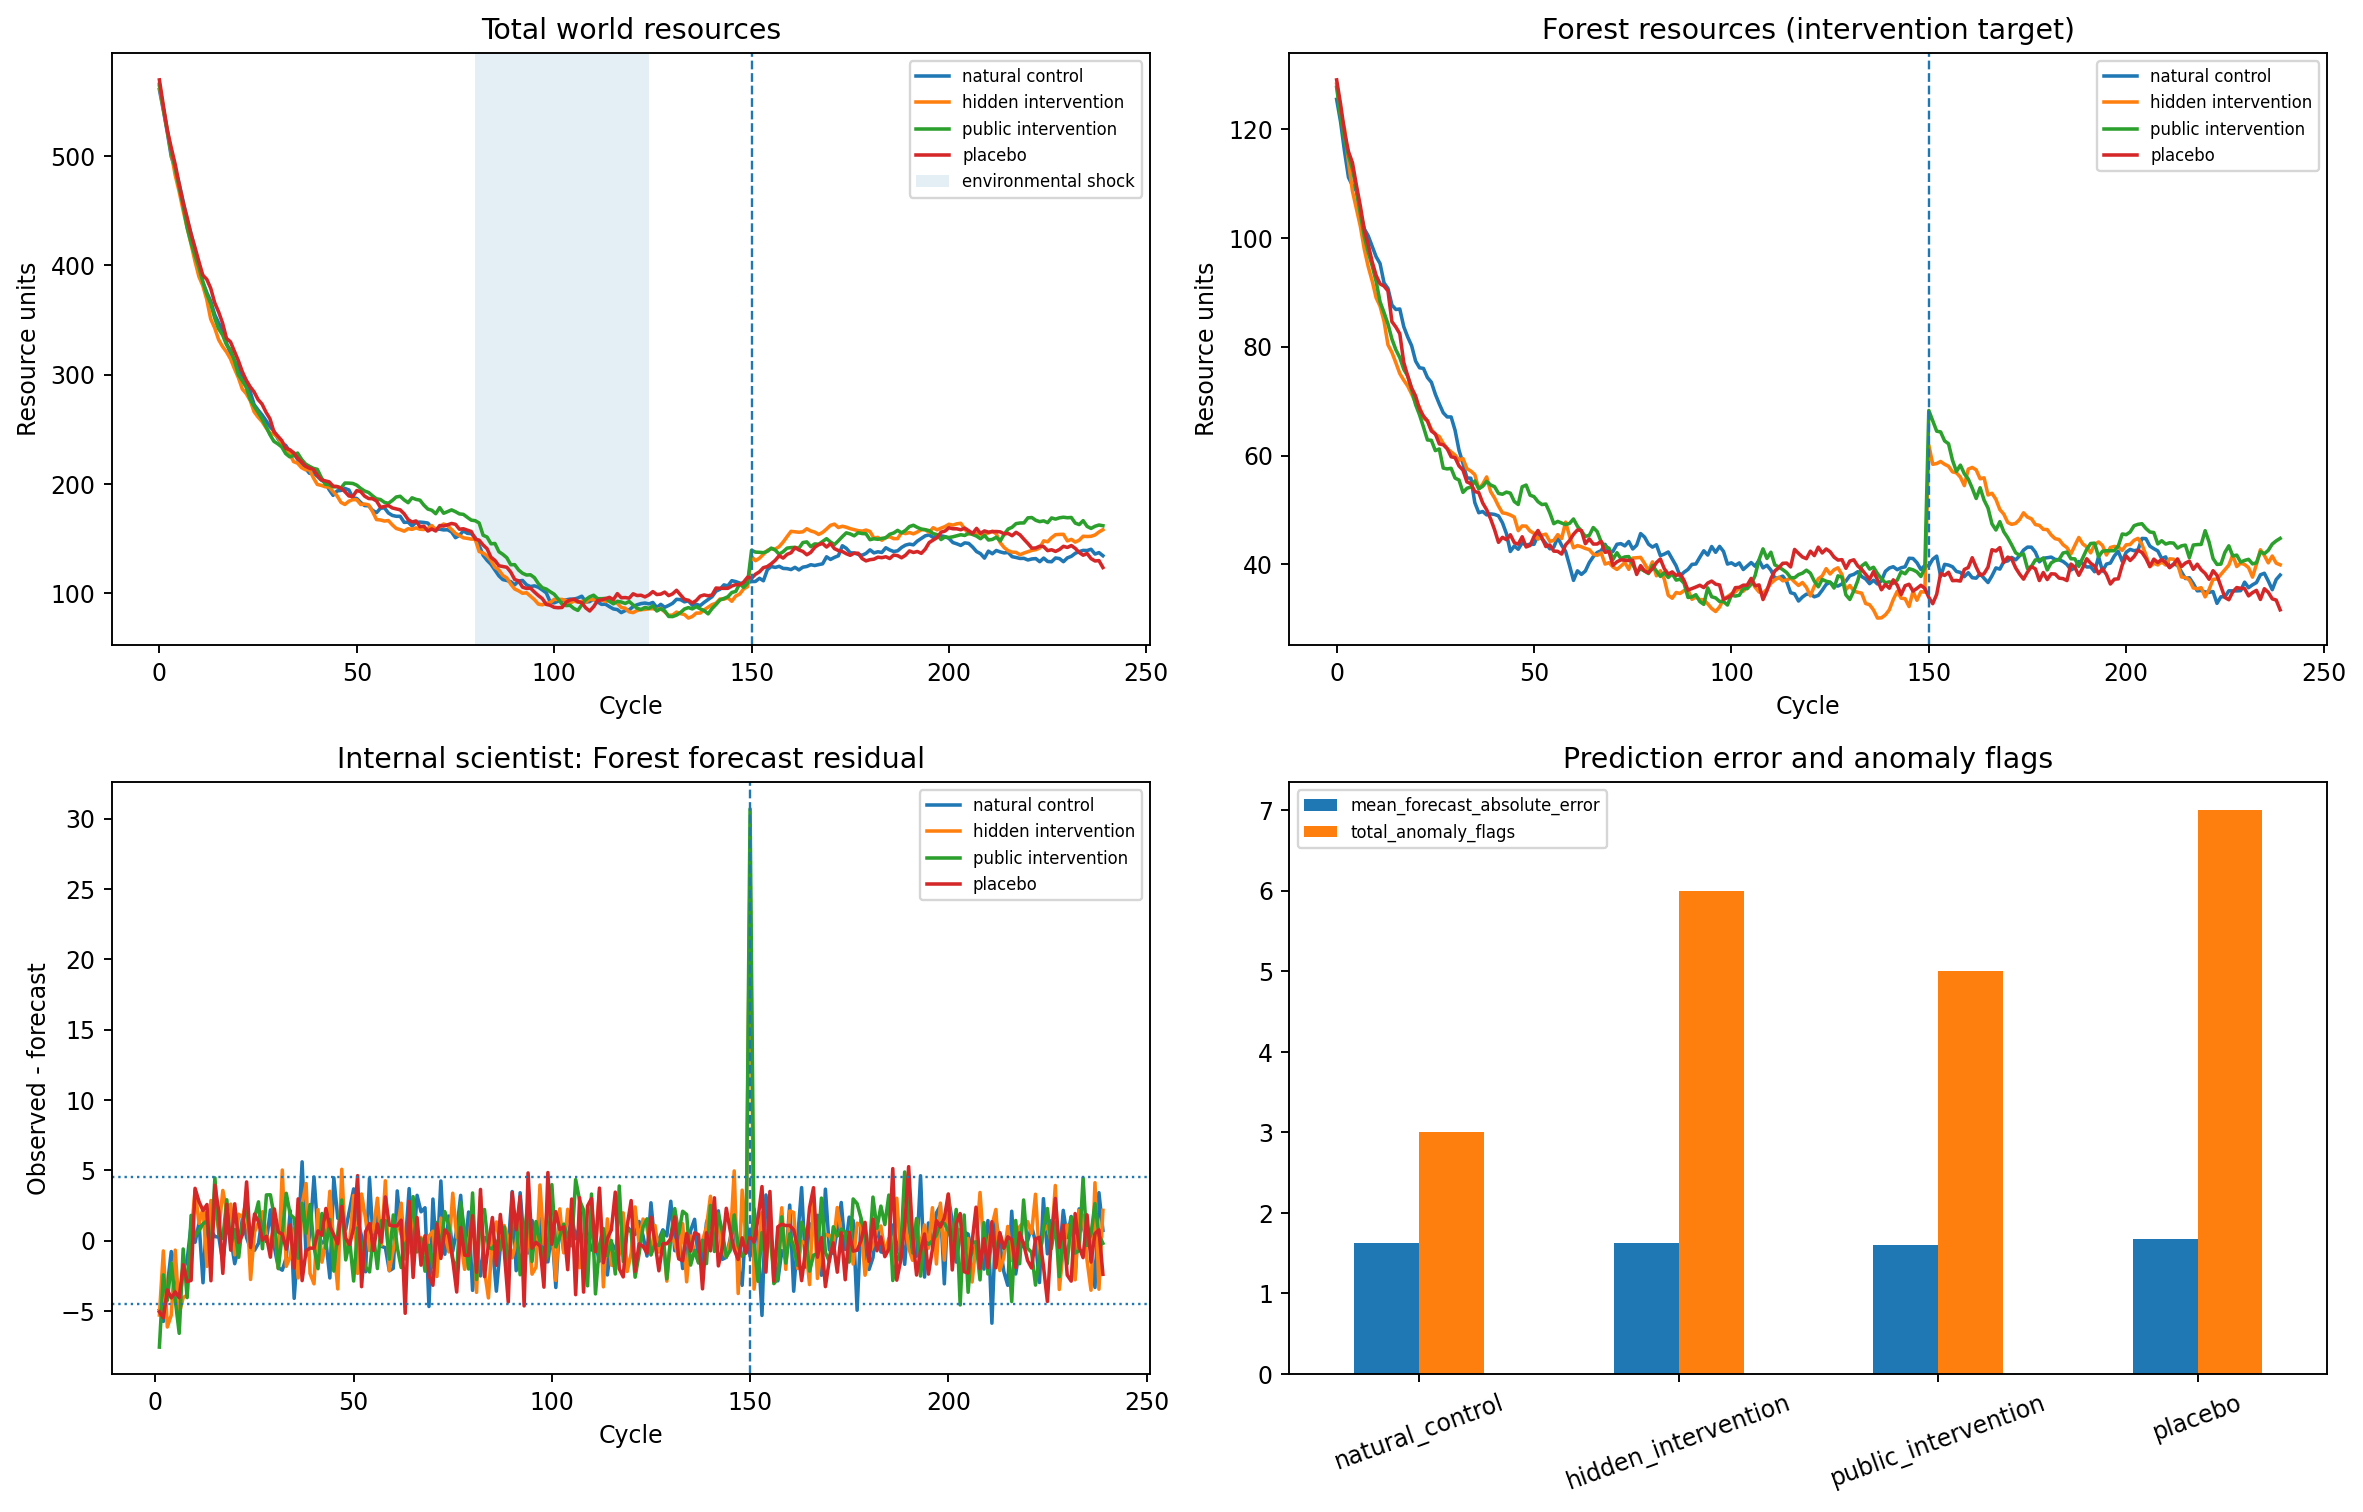 Total world resources
Resource units
500
400
300
200
100
0
50
100
150
200
250
Cycle
natural control
hidden intervention
public intervention
placebo
environmental shock
Forest resources (intervention target)
Resource units
120
100
80
60
40
0
50
100
150
200
250
Cycle
natural control
hidden intervention
public intervention
placebo
Internal scientist: Forest forecast residual
Observed - forecast
30
25
20
15
10
5
0
−5
0
50
100
150
200
250
Cycle
natural control
hidden intervention
public intervention
placebo
Prediction error and anomaly flags
7
6
5
4
3
2
1
0
mean_forecast_absolute_error
total_anomaly_flags
natural_control
hidden_intervention
public_intervention
placebo